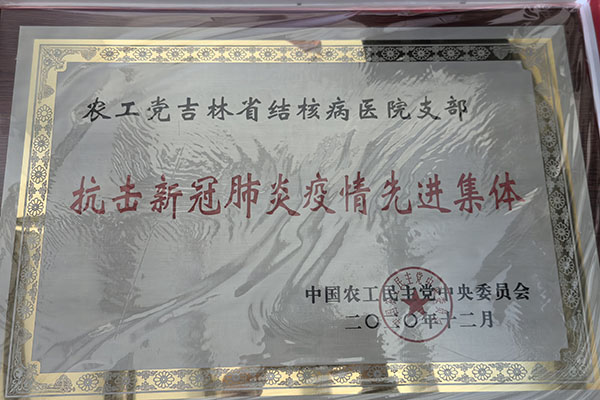 农工党吉林省结核病医院支部
抗击新冠肺炎疫情先进集体
中国农工民主党中央委员会
二〇二〇年十二月